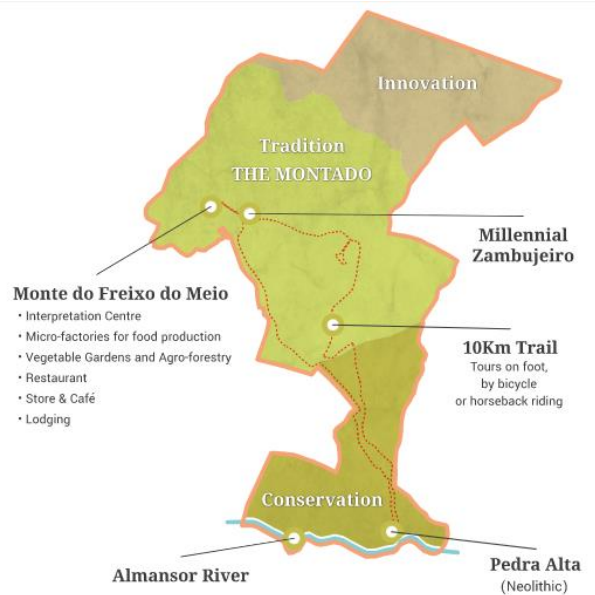 Innovation
Tradition
THE MONTADO
Millennial
Zambujeiro
Monte do Freixo do Meio
• Interpretation Centre
• Micro-factories for food production
• Vegetable Gardens and Agro-forestry
• Restaurant
• Store & Café
• Lodging
10Km Trail
Tours on foot,
by bicycle
or horseback riding
Conservation
Almansor River
Pedra Alta
(Neolithic)